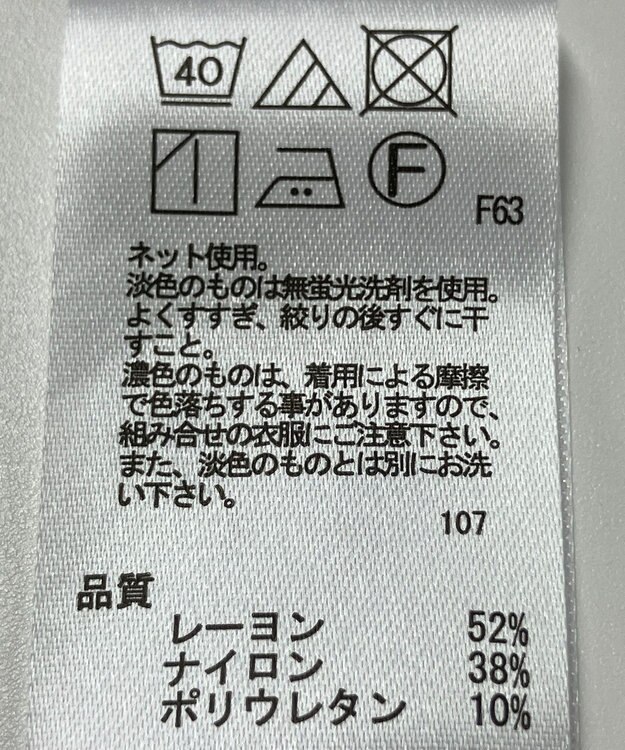 40
F
F63
ネット使用。
淡色のものは無蛍光洗剤を使用。
よくすすぎ、絞りの後すぐに干
すこと。
濃色のものは、着用による摩擦
で色落ちする事がありますので、
組み合せの衣服にご注意下さい。
また、淡色のものとは別にお洗
い下さい。
107
品質
レーヨン 52%
ナイロン 38%
ポリウレタン 10%